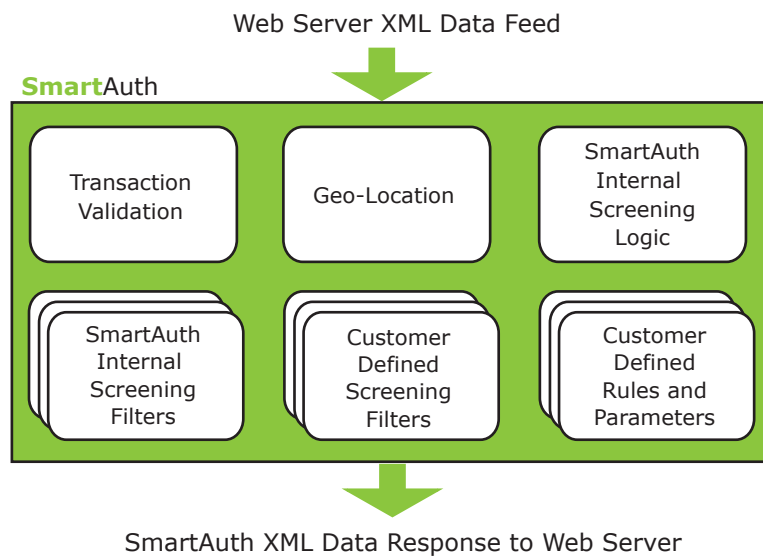 Web Server XML Data Feed
SmartAuth
Transaction
Validation
Geo-Location
SmartAuth
Internal
Screening
Logic
SmartAuth
Internal
Screening
Filters
Customer
Defined
Screening
Filters
Customer
Defined
Rules and
Parameters
SmartAuth XML Data Response to Web Server